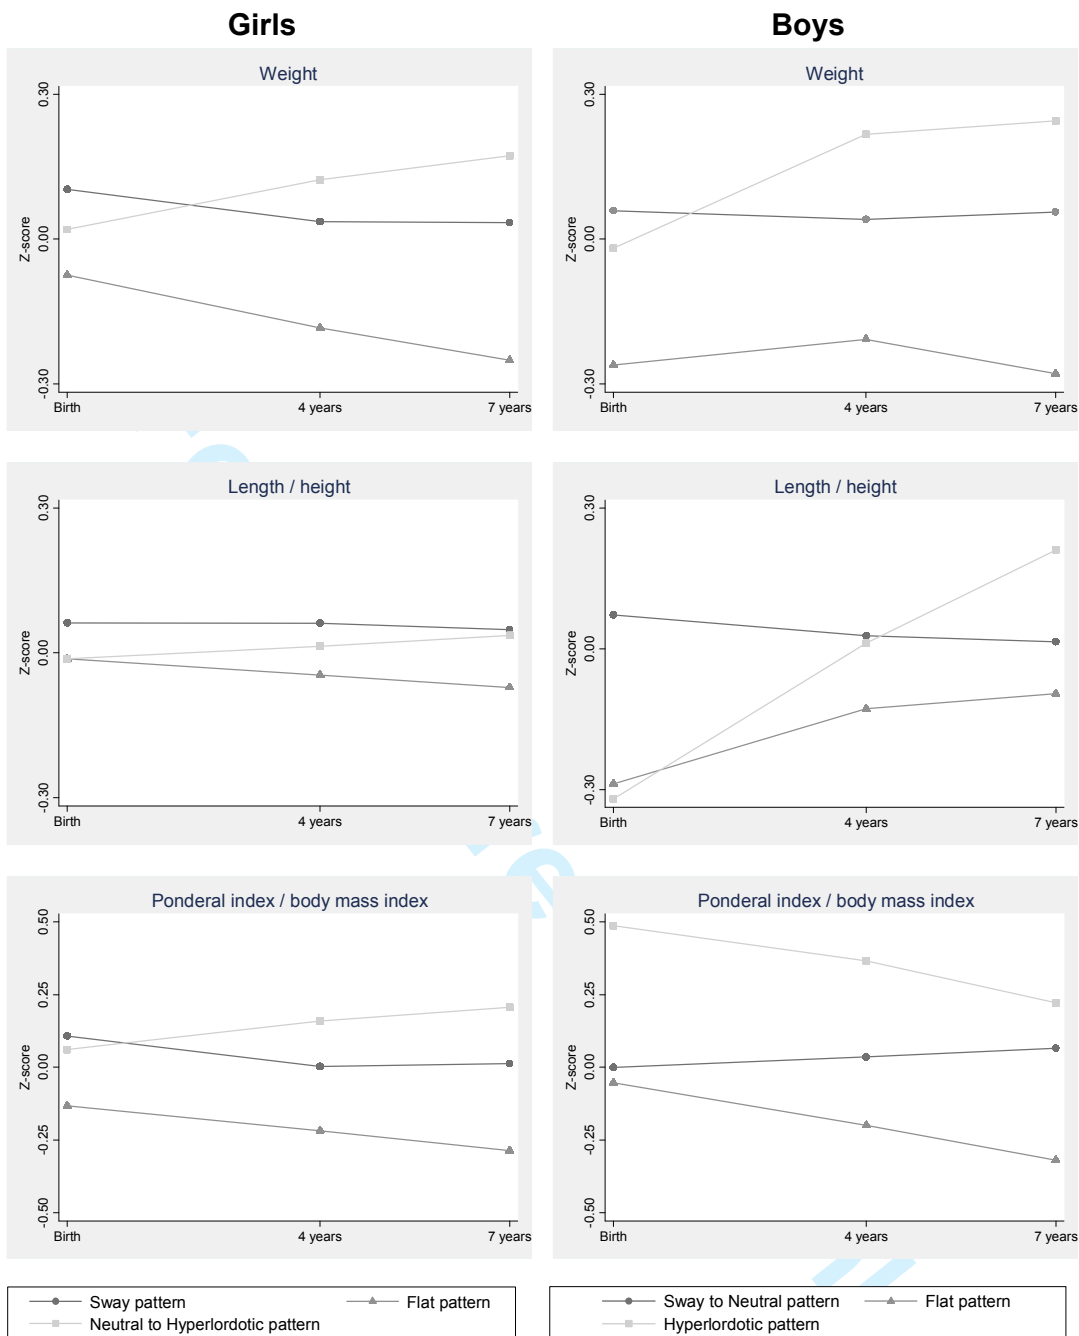 Girls
Boys
Weight
0.30
0.00
-0.30
Z-score
Birth
4 years
7 years
Weight
0.30
0.00
-0.30
Z-score
Birth
4 years
7 years
Length / height
0.30
0.00
-0.30
Z-score
Birth
4 years
7 years
Length / height
0.30
0.00
-0.30
Z-score
Birth
4 years
7 years
Ponderal index / body mass index
0.50
0.25
0.00
-0.25
-0.50
Z-score
Birth
4 years
7 years
Ponderal index / body mass index
0.50
0.25
0.00
-0.25
-0.50
Z-score
Birth
4 years
7 years
Sway pattern
Flat pattern
Neutral to Hyperlordotic pattern
Sway to Neutral pattern
Flat pattern
Hyperlordotic pattern